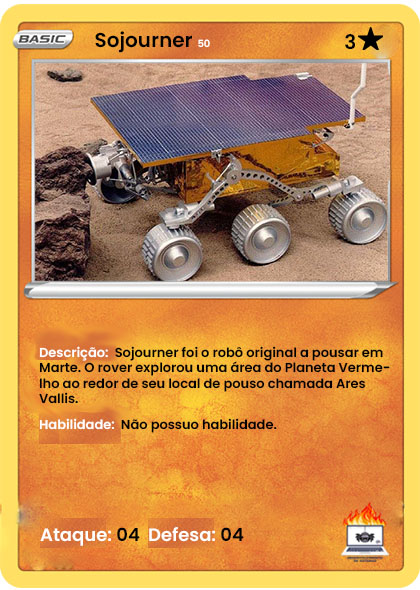 BASIC Sojourner 50 3★
Descrição: Sojourner foi o robô original a pousar em
Marte. O rover explorou uma área do Planeta Verme-
lho ao redor de seu local de pouso chamada Ares
Vallis.
Habilidade: Não possuo habilidade.
Ataque: 04 Defesa: 04